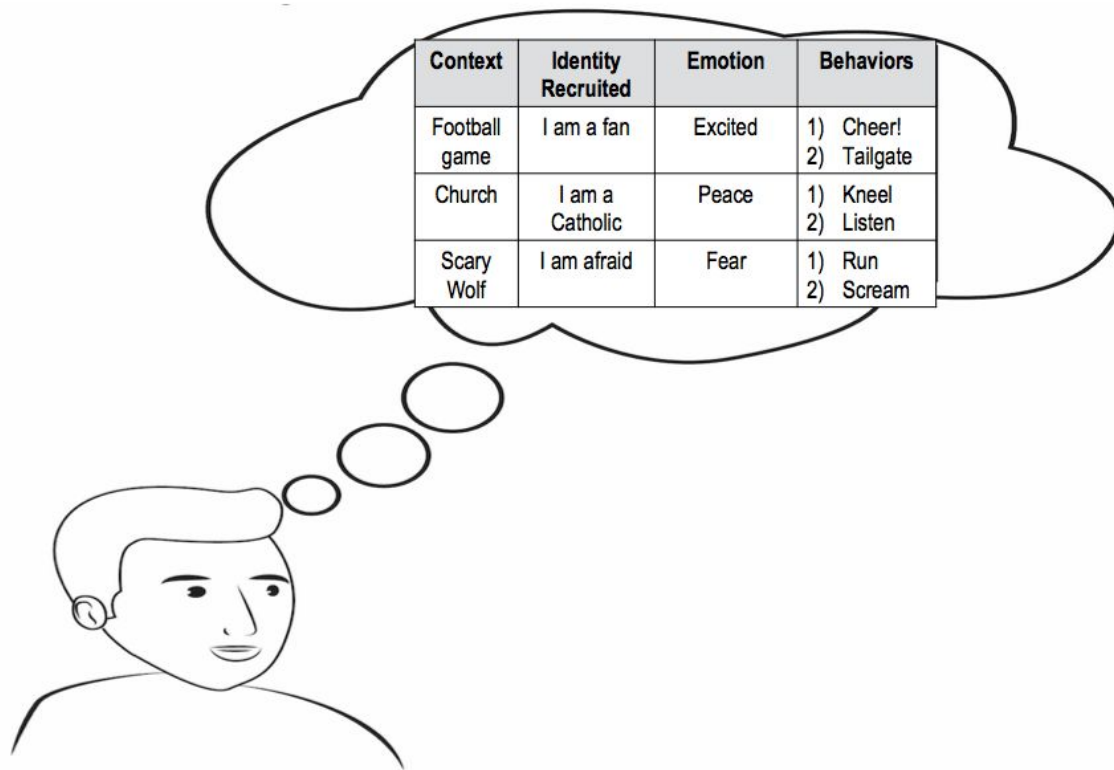 Context Identity Recruited Emotion Behaviors
Football game I am a fan Excited 1) Cheer!
2) Tailgate
Church I am a Catholic Peace 1) Kneel
2) Listen
Scary Wolf I am afraid Fear 1) Run
2) Scream